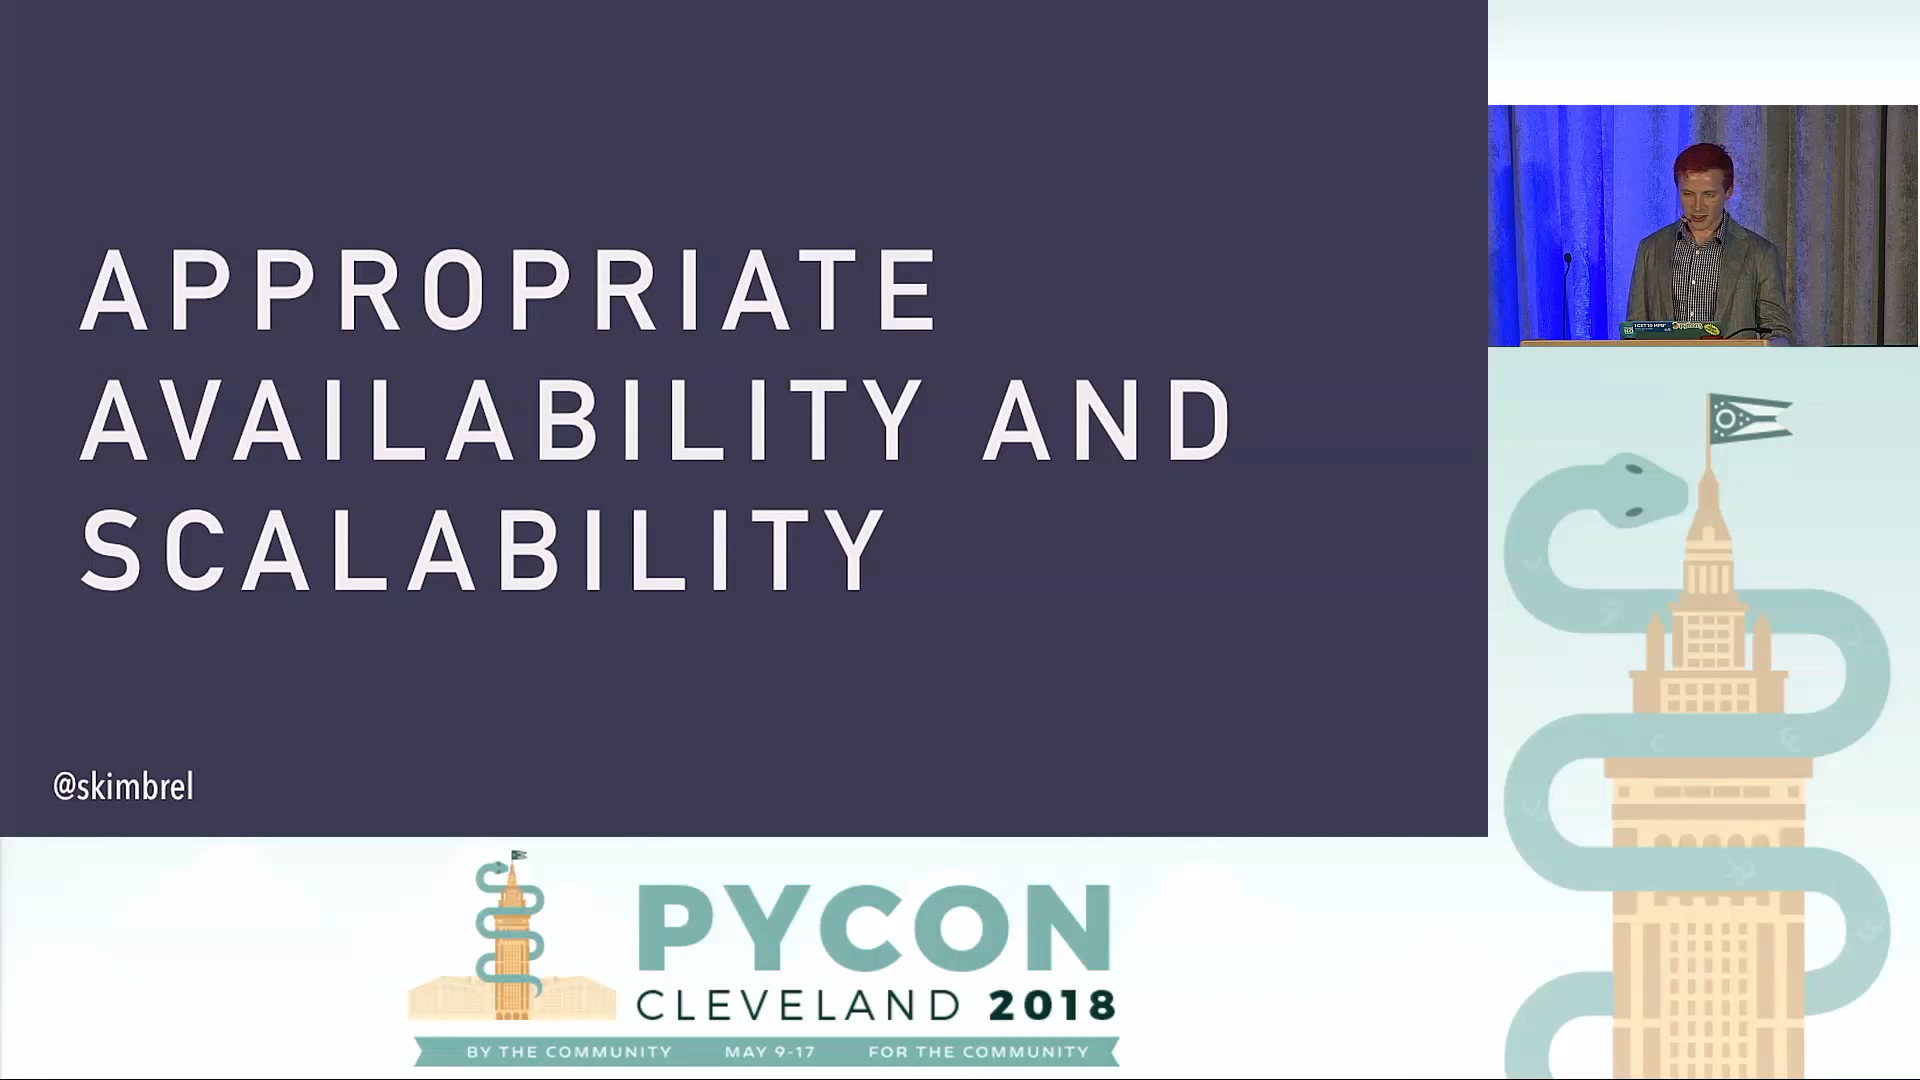 APPROPRIATE
AVAILABILITY AND
SCALABILITY
@skimbrel
PYCON
CLEVELAND 2018
BY THE COMMUNITY MAY 9-17 FOR THE COMMUNITY